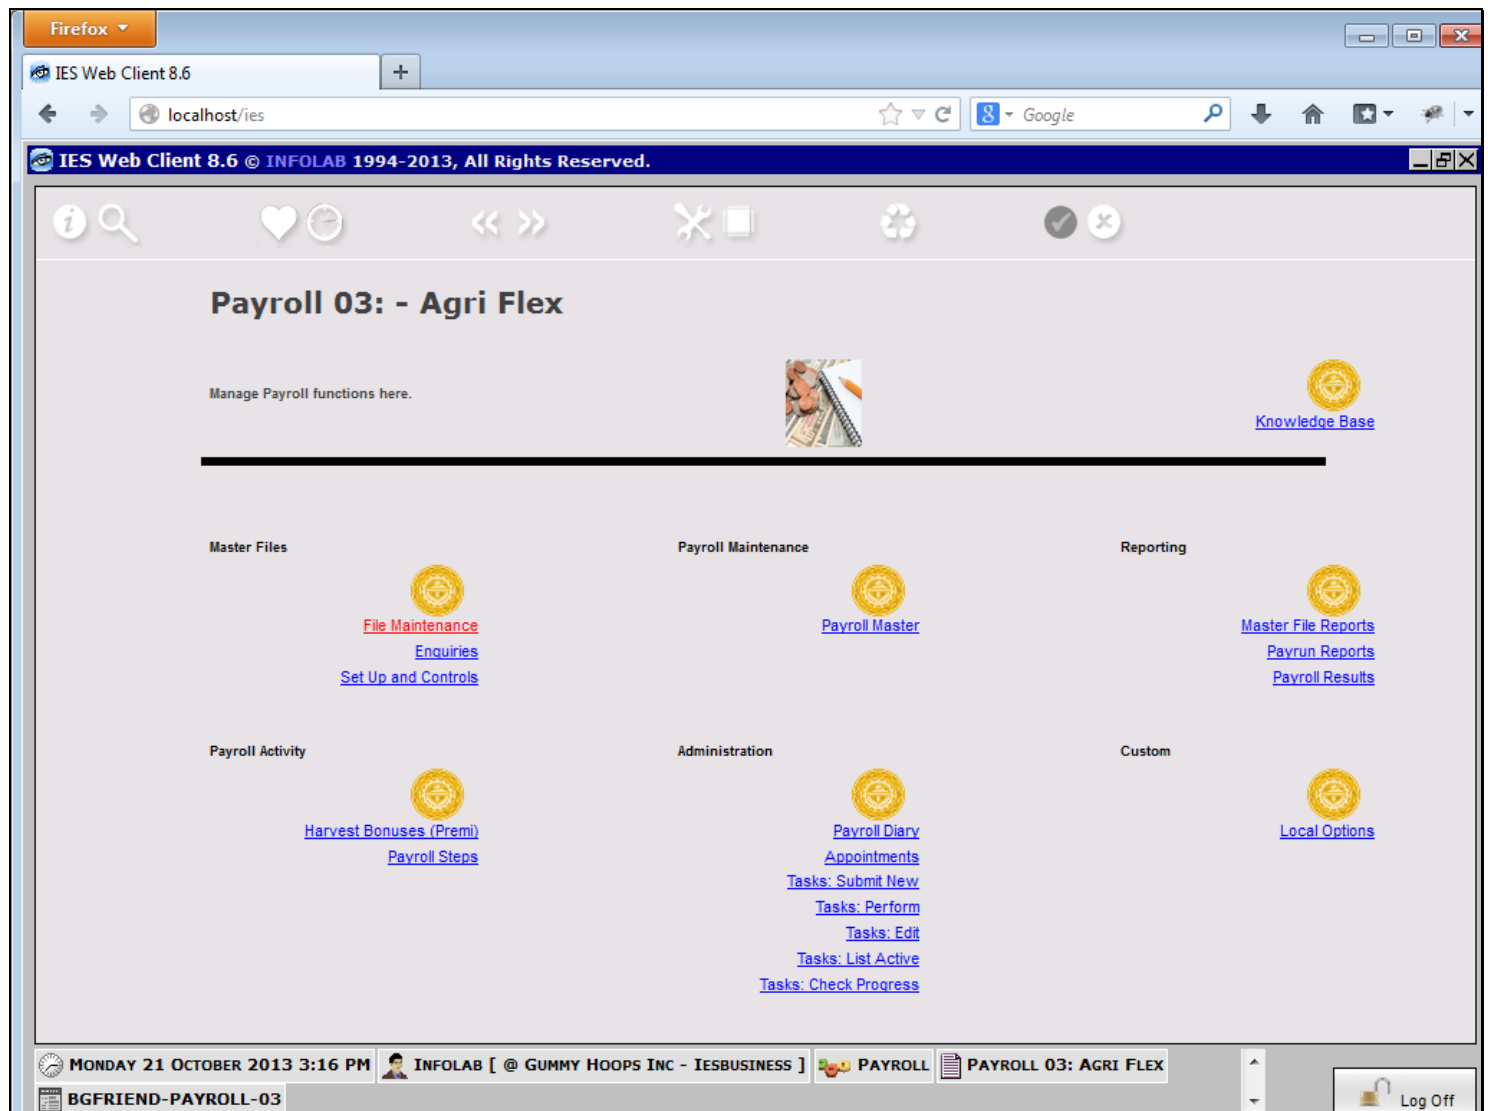 Firefox
IES Web Client 8.6
localhost/ies
Google
IES Web Client 8.6 © INFOLAB 1994-2013, All Rights Reserved.
Payroll 03: - Agri Flex
Manage Payroll functions here.
Knowledge Base
Master Files
Payroll Maintenance
Reporting
File Maintenance
Payroll Master
Master File Reports
Enquiries
Payrun Reports
Set Up and Controls
Payroll Results
Payroll Activity
Administration
Custom
Harvest Bonuses (Premi)
Payroll Diary
Local Options
Payroll Steps
Appointments
Tasks: Submit New
Tasks: Perform
Tasks: Edit
Tasks: List Active
Tasks: Check Progress
MONDAY 21 OCTOBER 2013 3:16 PM
INFOLAB [ @ GUMMY HOOPS INC - IESBUSINESS ]
PAYROLL
PAYROLL 03: AGRI FLEX
BGFRIEND-PAYROLL-03
Log Off